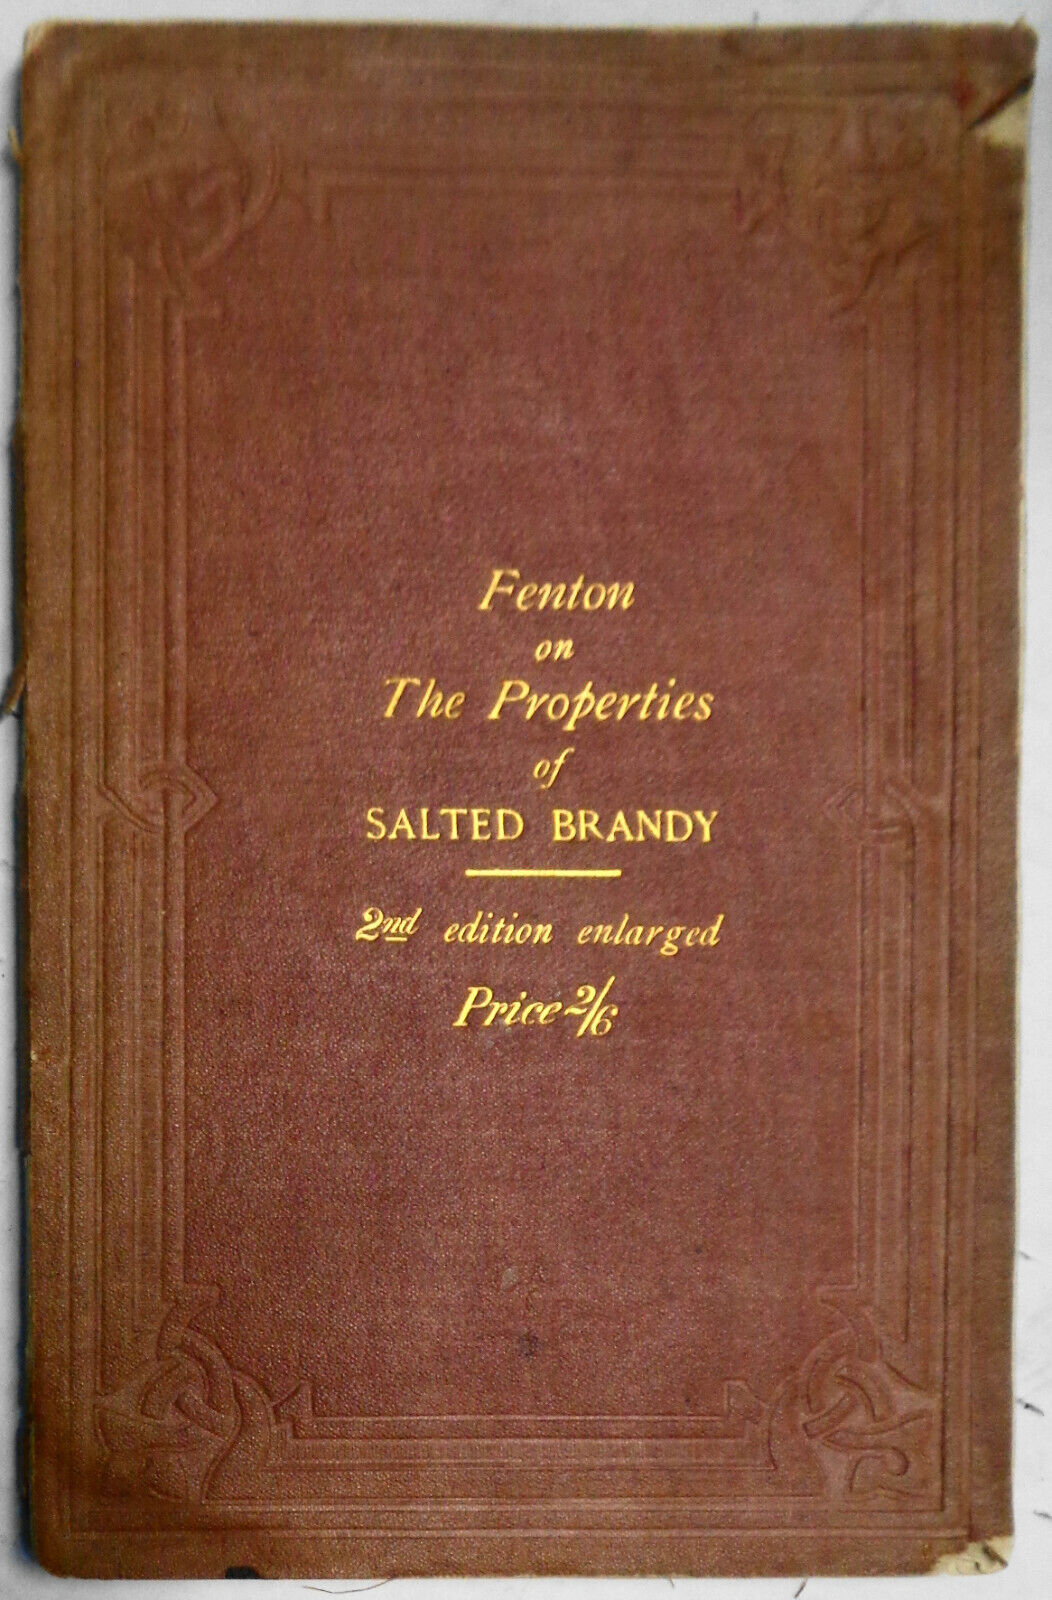 Fenton
on
The Properties
of
SALTED BRANDY
2nd edition enlarged
Price 2/6